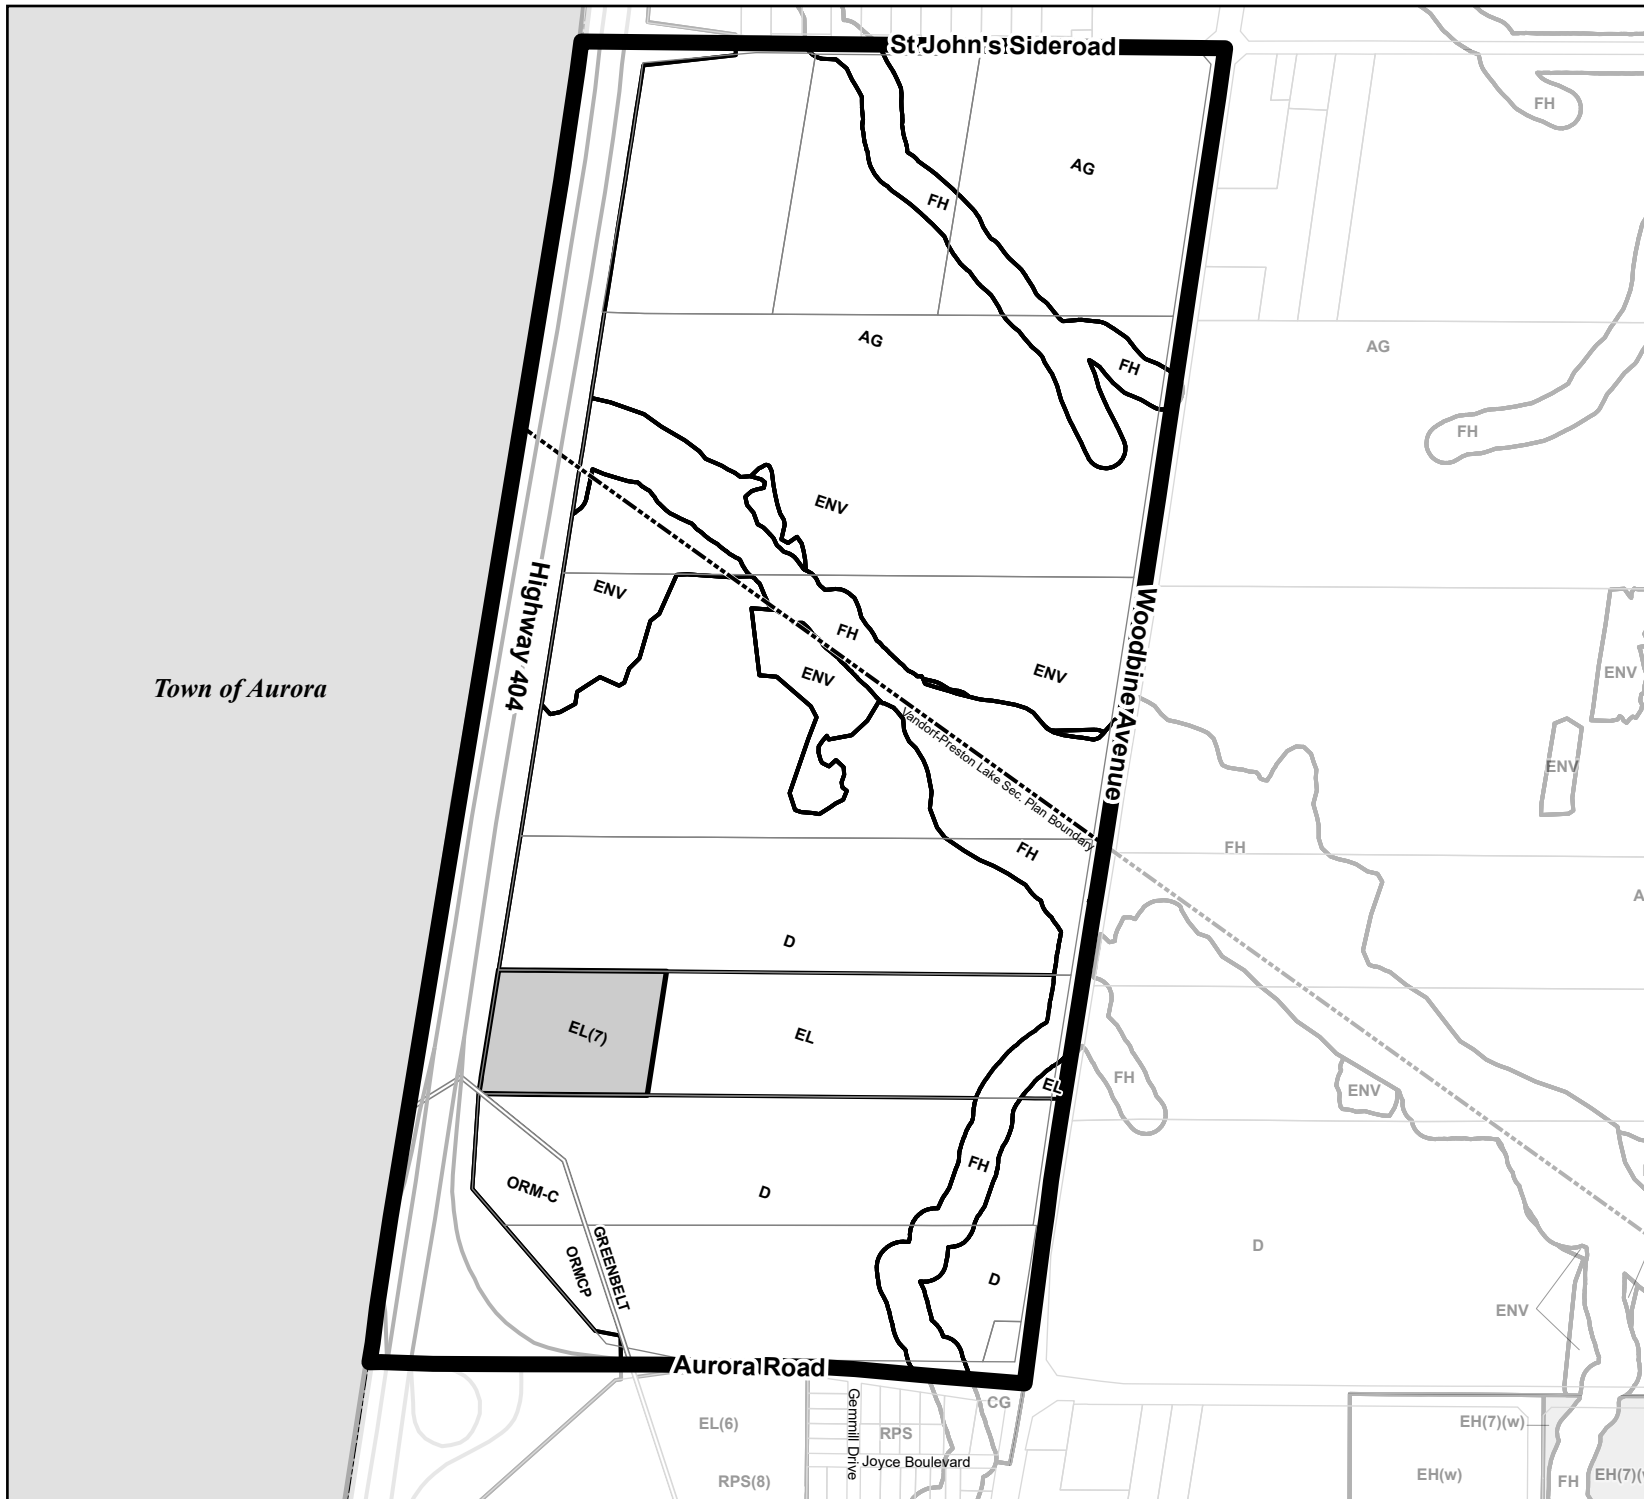 St John's Sideroad
FH
AG
FH
AG
AG
FH
FH
ENV
Highway 404
ENV
Woodbine Avenue
FH
ENV
ENV
ENV
Town of Aurora
Vandorf-Preston Lake Sec. Plan Boundary
ENV
FH
FH
A
D
EL(7)
EL
EL
FH
ENV
FH
ORM-C
D
GREENBELT
ORMCP
D
D
ENV
Aurora Road
CG
EL(6)
Gemmill Drive
RPS
EH(7)(w)
Joyce Boulevard
RPS(8)
EH(w)
FH
EH(7)(